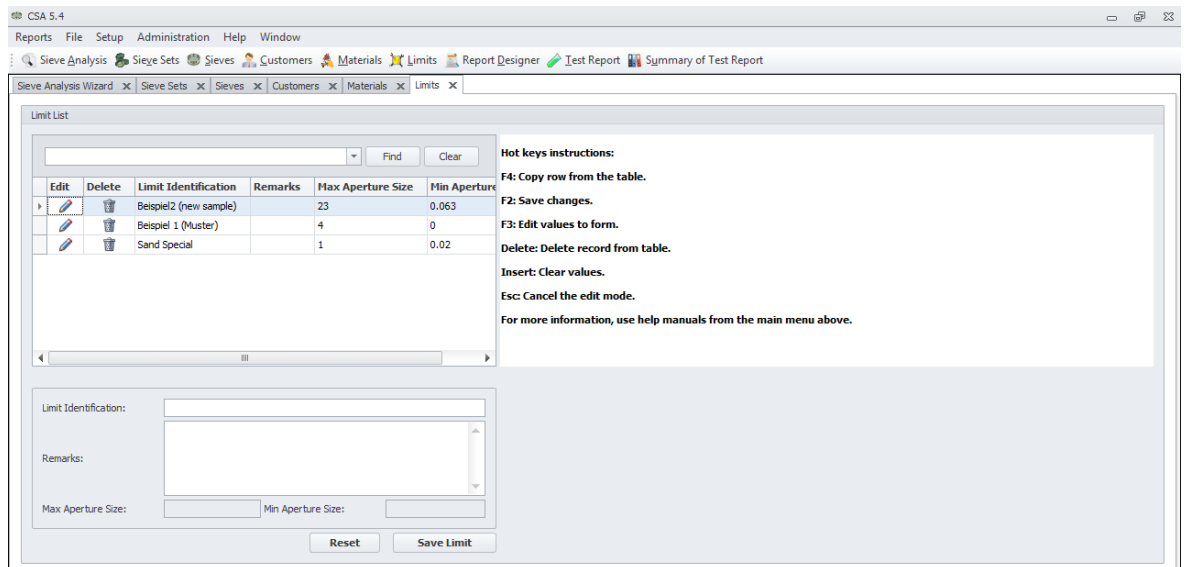 CSA 5.4
Reports File Setup Administration Help Window
Sieve Analysis Sieve Sets Sieves Customers Materials Limits Report Designer Test Report Summary of Test Report
Sieve Analysis Wizard Sieve Sets Sieves Customers Materials Limits
Limit List
Find Clear
Edit Delete Limit Identification Remarks Max Aperture Size Min Aperture
Beispiel2 (new sample) 23 0.063
Beispiel 1 (Muster) 4 0
Sand Special 1 0.02
Hot keys instructions:
F4: Copy row from the table.
F2: Save changes.
F3: Edit values to form.
Delete: Delete record from table.
Insert: Clear values.
Esc: Cancel the edit mode.
For more information, use help manuals from the main menu above.
Limit Identification:
Remarks:
Max Aperture Size: Min Aperture Size:
Reset Save Limit